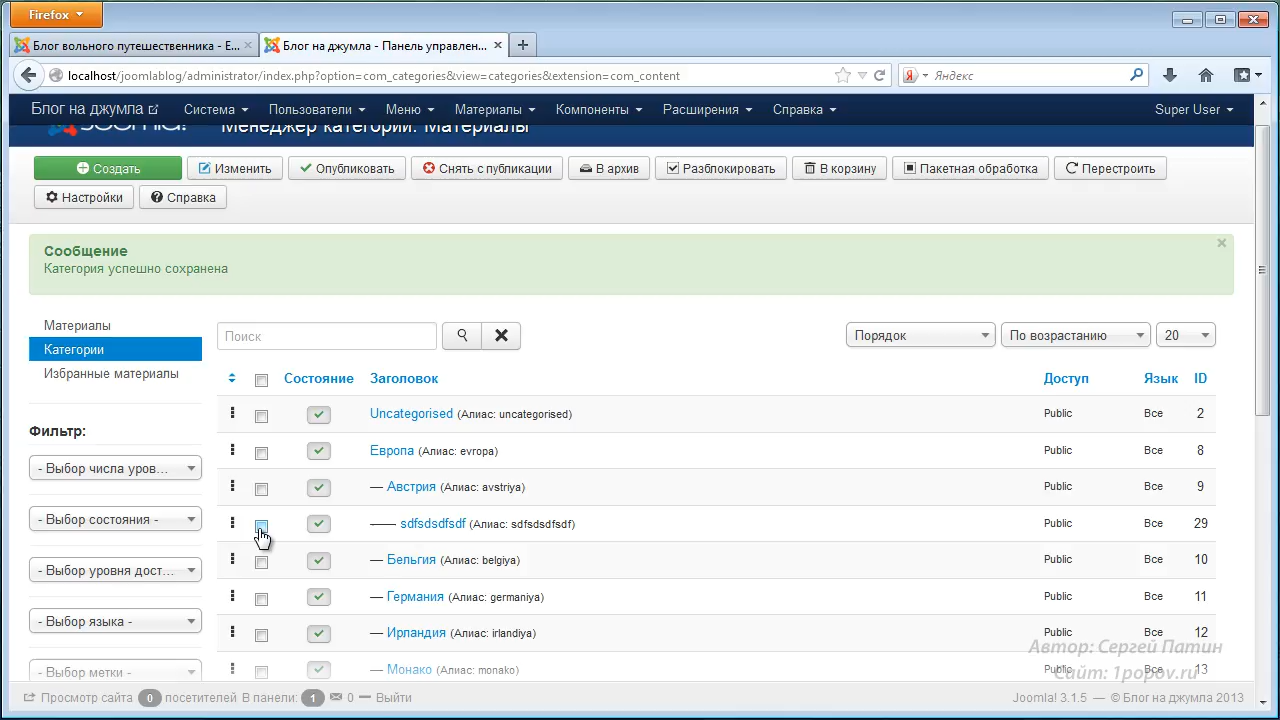 Firefox
Блог вольного путешественника - Е...
Блог на джумла - Панель управлен...
localhost/joomlablog/administrator/index.php?option=com_categories&view=categories&extension=com_content
Яндекс
Блог на джумла Система Пользователи Меню Материалы Компоненты Расширения Справка Super User
Joomla! Менеджер категорий: Материалы
Создать Изменить Опубликовать Снять с публикации В архив Разблокировать В корзину Пакетная обработка Перестроить
Настройки Справка
Сообщение
Категория успешно сохранена
Материалы
Категории
Избранные материалы
Фильтр:
- Выбор числа уров...
- Выбор состояния -
- Выбор уровня дост...
- Выбор языка -
- Выбор метки -
Поиск Порядок По возрастанию 20
Состояние Заголовок Доступ Язык ID
Uncategorised (Алиас: uncategorised) Public Все 2
Европа (Алиас: evropa) Public Все 8
— Австрия (Алиас: avstriya) Public Все 9
—— sdfsdsdfsdf (Алиас: sdfsdsdfsdf) Public Все 29
— Бельгия (Алиас: belgiya) Public Все 10
— Германия (Алиас: germaniya) Public Все 11
— Ирландия (Алиас: irlandiya) Public Все 12
— Монако (Алиас: monako) Public Все 13
Автор: Сергей Патин
Сайт: 1popov.ru
Просмотр сайта 0 посетителей В панели: 1 0 — Выйти
Joomla! 3.1.5 — © Блог на джумла 2013